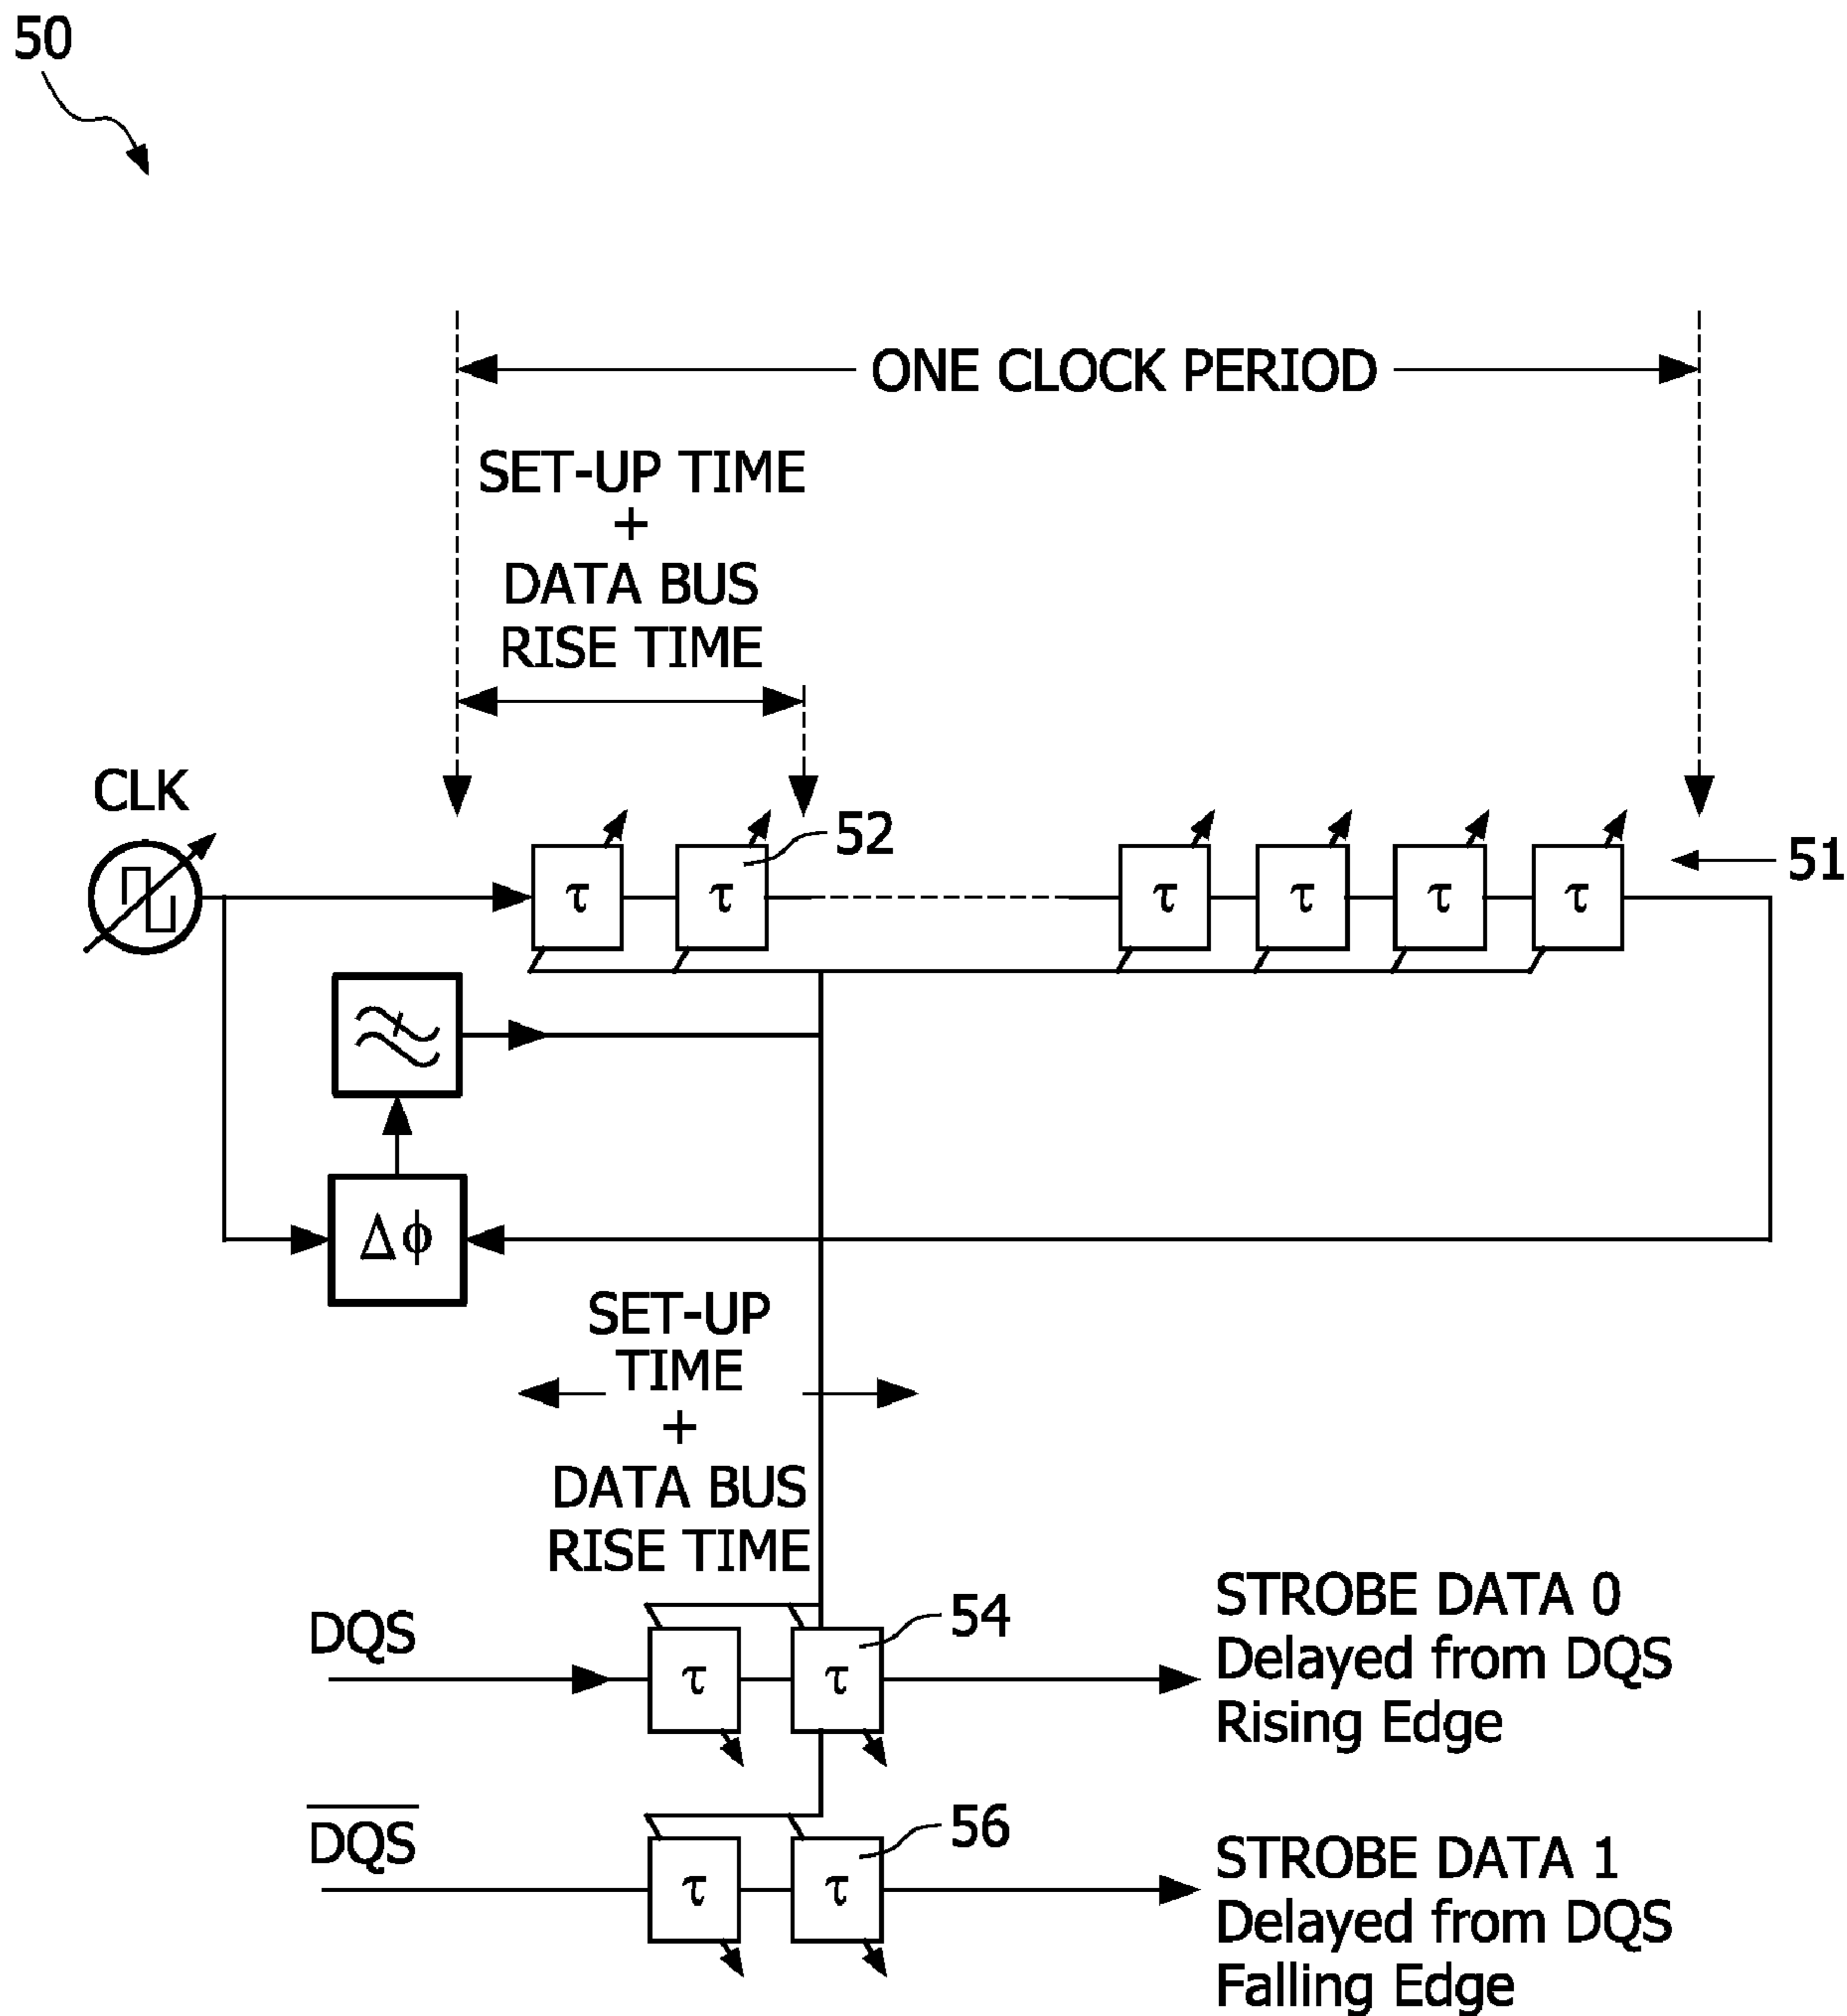 50
ONE CLOCK PERIOD
SET-UP TIME
+
DATA BUS
RISE TIME
CLK
52
51
τ τ τ τ τ τ
Δϕ
SET-UP
TIME
+
DATA BUS
RISE TIME
DQS
τ τ
54
STROBE DATA 0
Delayed from DQS
Rising Edge
D̅Q̅S̅
τ τ
56
STROBE DATA 1
Delayed from DQS
Falling Edge